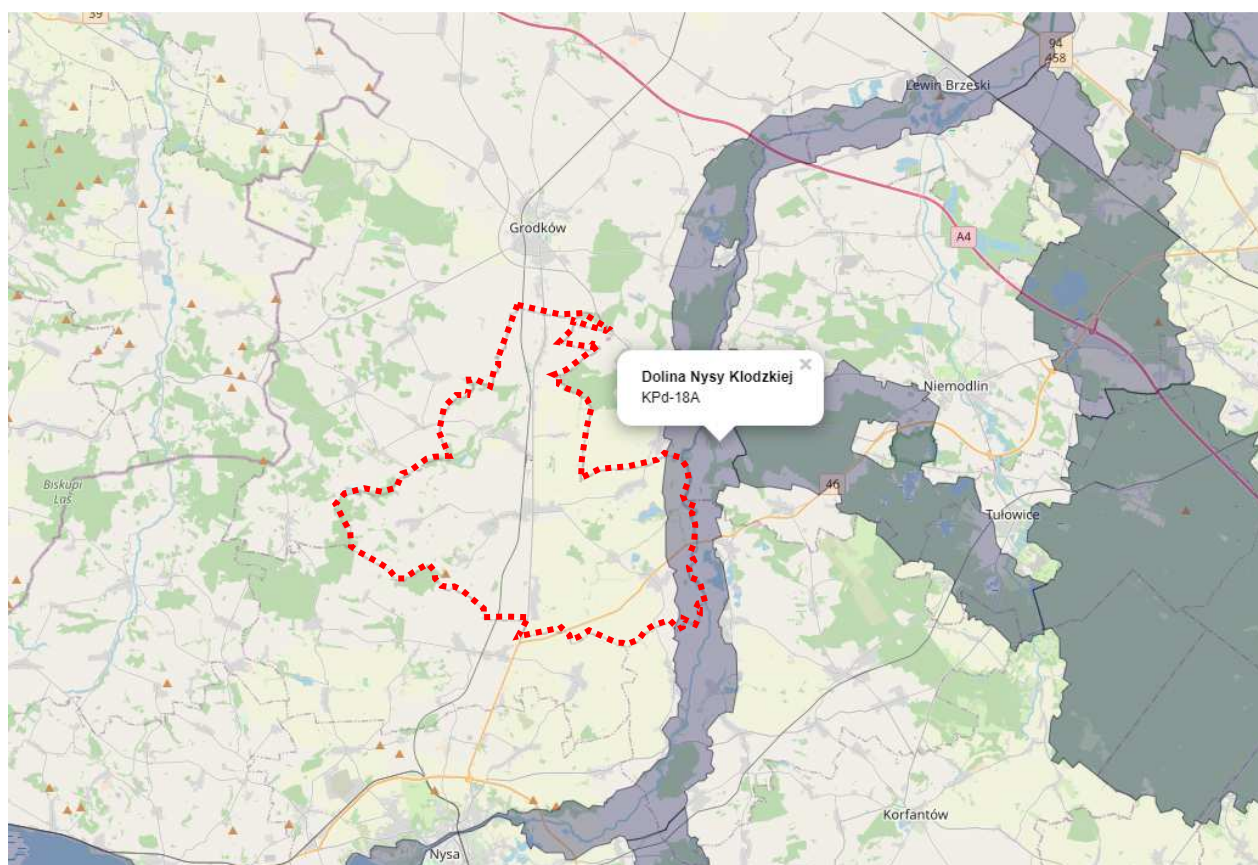 39
94
458
Lewin Brzeski
Grodków
A4
Dolina Nysy Klodzkiej
KPd-18A
×
Niemodlin
46
Biskupi
Las
Tułowice
Korfantów
Nysa